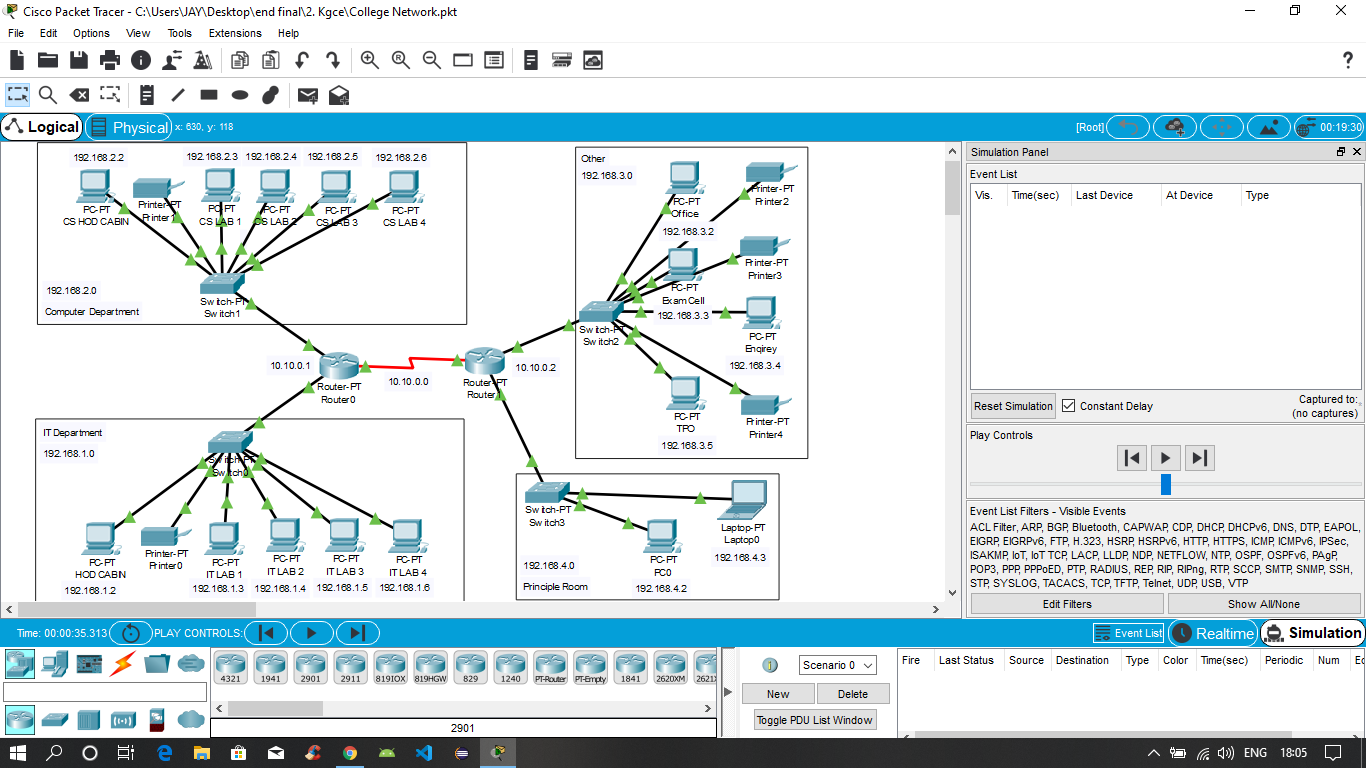 Cisco Packet Tracer - C:\Users\JAY\Desktop\end final\2. Kgce\College Network.pkt
File Edit Options View Tools Extensions Help
?
Logical
Physical
x: 630, y: 118
[Root]
00:19:30
192.168.2.2
192.168.2.3
192.168.2.4
192.168.2.5
192.168.2.6
PC-PT
CS HOD CABIN
Printer-PT
Printer1
PC-PT
CS LAB 1
PC-PT
CS LAB 2
PC-PT
CS LAB 3
PC-PT
CS LAB 4
192.168.2.0
Computer Department
Switch-PT
Switch1
10.10.0.1
Router-PT
Router0
10.10.0.0
Router-PT
Router1
10.10.0.2
Other
192.168.3.0
PC-PT
Office
192.168.3.2
Printer-PT
Printer2
Printer-PT
Printer3
PC-PT
Exam Cell
192.168.3.3
Switch-PT
Switch2
PC-PT
Enqirey
192.168.3.4
PC-PT
TPO
192.168.3.5
Printer-PT
Printer4
IT Department
192.168.1.0
Switch-PT
Switch0
PC-PT
HOD CABIN
192.168.1.2
Printer-PT
Printer0
PC-PT
IT LAB 1
192.168.1.3
PC-PT
IT LAB 2
192.168.1.4
PC-PT
IT LAB 3
192.168.1.5
PC-PT
IT LAB 4
192.168.1.6
Switch-PT
Switch3
Laptop-PT
Laptop0
192.168.4.3
PC-PT
PC0
192.168.4.2
192.168.4.0
Principle Room
Simulation Panel
Event List
Vis. Time(sec) Last Device At Device Type
Reset Simulation
Constant Delay
Captured to:
(no captures)
Play Controls
Event List Filters - Visible Events
ACL Filter, ARP, BGP, Bluetooth, CAPWAP, CDP, DHCP, DHCPv6, DNS, DTP, EAPOL,
EIGRP, EIGRPv6, FTP, H.323, HSRP, HSRPv6, HTTP, HTTPS, ICMP, ICMPv6, IPSec,
ISAKMP, IoT, IoT TCP, LACP, LLDP, NDP, NETFLOW, NTP, OSPF, OSPFv6, PAgP,
POP3, PPP, PPPoED, PTP, RADIUS, REP, RIP, RIPng, RTP, SCCP, SMTP, SNMP, SSH,
STP, SYSLOG, TACACS, TCP, TFTP, Telnet, UDP, USB, VTP
Edit Filters
Show All/None
Time: 00:00:35.313
PLAY CONTROLS:
Event List
Realtime
Simulation
4321 1941 2901 2911 819IOX 819HGW 829 1240 PT-Router PT-Empty 1841 2620XM 2621X
2901
Scenario 0
New
Delete
Toggle PDU List Window
Fire Last Status Source Destination Type Color Time(sec) Periodic Num Ed
ENG
18:05